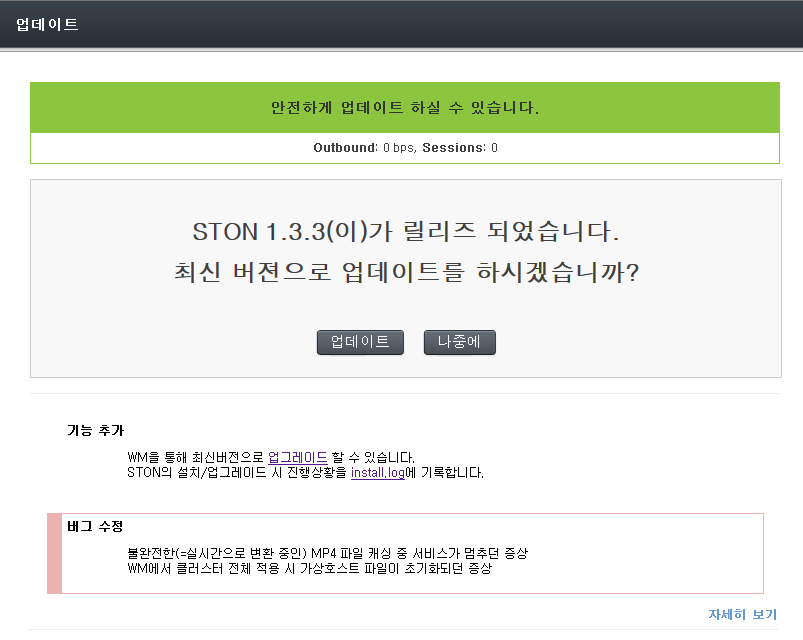 업데이트
안전하게 업데이트 하실 수 있습니다.
Outbound: 0 bps, Sessions: 0
STON 1.3.3(이)가 릴리즈 되었습니다.
최신 버젼으로 업데이트를 하시겠습니까?
업데이트
나중에
기능 추가
WM을 통해 최신버전으로 업그레이드 할 수 있습니다.
STON의 설치/업그레이드 시 진행상황을 install.log에 기록합니다.
버그 수정
불완전한(=실시간으로 변환 중인) MP4 파일 캐싱 중 서비스가 멈추던 증상
WM에서 클러스터 전체 적용 시 가상호스트 파일이 초기화되던 증상
자세히 보기